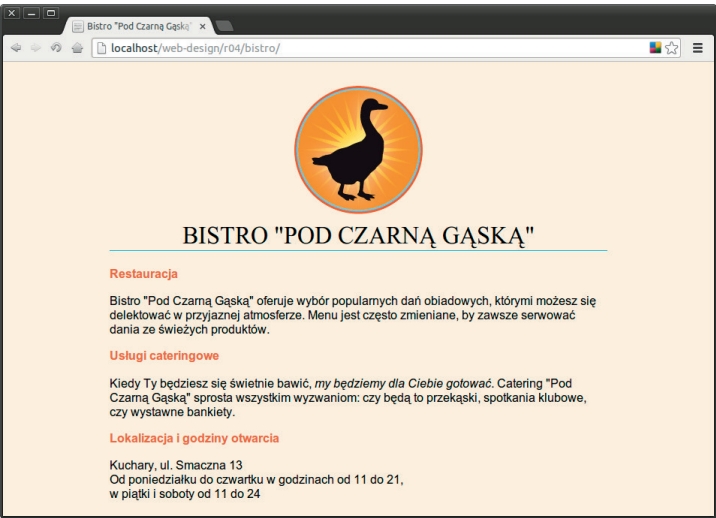 Bistro "Pod Czarną Gąską"
localhost/web-design/r04/bistro/
BISTRO "POD CZARNĄ GĄSKĄ"
Restauracja
Bistro "Pod Czarną Gąską" oferuje wybór popularnych dań obiadowych, którymi możesz się
delektować w przyjaznej atmosferze. Menu jest często zmieniane, by zawsze serwować
dania ze świeżych produktów.
Usługi cateringowe
Kiedy Ty będziesz się świetnie bawić, my będziemy dla Ciebie gotować. Catering "Pod
Czarną Gąską" sprosta wszystkim wyzwaniom: czy będą to przekąski, spotkania klubowe,
czy wystawne bankiety.
Lokalizacja i godziny otwarcia
Kuchary, ul. Smaczna 13
Od poniedziałku do czwartku w godzinach od 11 do 21,
w piątki i soboty od 11 do 24